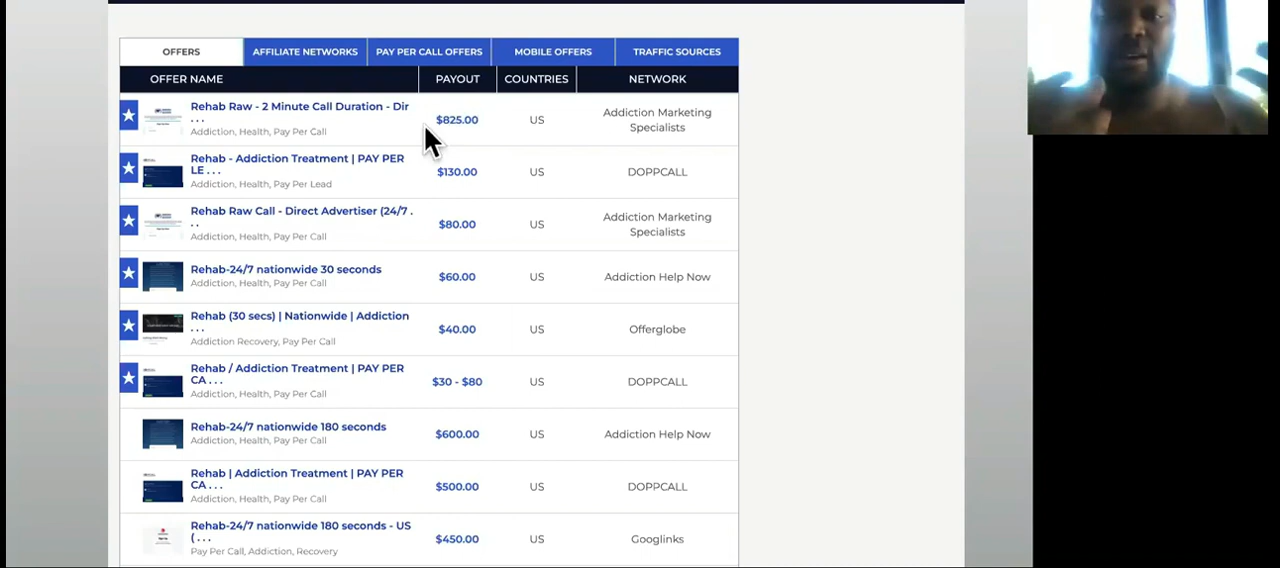 OFFERS AFFILIATE NETWORKS PAY PER CALL OFFERS MOBILE OFFERS TRAFFIC SOURCES
OFFER NAME PAYOUT COUNTRIES NETWORK
Rehab Raw - 2 Minute Call Duration - Dir
. . .
Addiction, Health, Pay Per Call
$825.00 US Addiction Marketing
Specialists
Rehab - Addiction Treatment | PAY PER
LE . . .
Addiction, Health, Pay Per Lead
$130.00 US DOPPCALL
Rehab Raw Call - Direct Advertiser (24/7 .
. .
Addiction, Health, Pay Per Call
$80.00 US Addiction Marketing
Specialists
Rehab-24/7 nationwide 30 seconds
Addiction, Health, Pay Per Call
$60.00 US Addiction Help Now
Rehab (30 secs) | Nationwide | Addiction
. . .
Addiction Recovery, Pay Per Call
$40.00 US Offerglobe
Rehab / Addiction Treatment | PAY PER
CA . . .
Addiction, Health, Pay Per Call
$30 - $80 US DOPPCALL
Rehab-24/7 nationwide 180 seconds
Addiction, Health, Pay Per Call
$600.00 US Addiction Help Now
Rehab | Addiction Treatment | PAY PER
CA . . .
Addiction, Health, Pay Per Call
$500.00 US DOPPCALL
Rehab-24/7 nationwide 180 seconds - US
( . . .
Pay Per Call, Addiction, Recovery
$450.00 US Googlinks